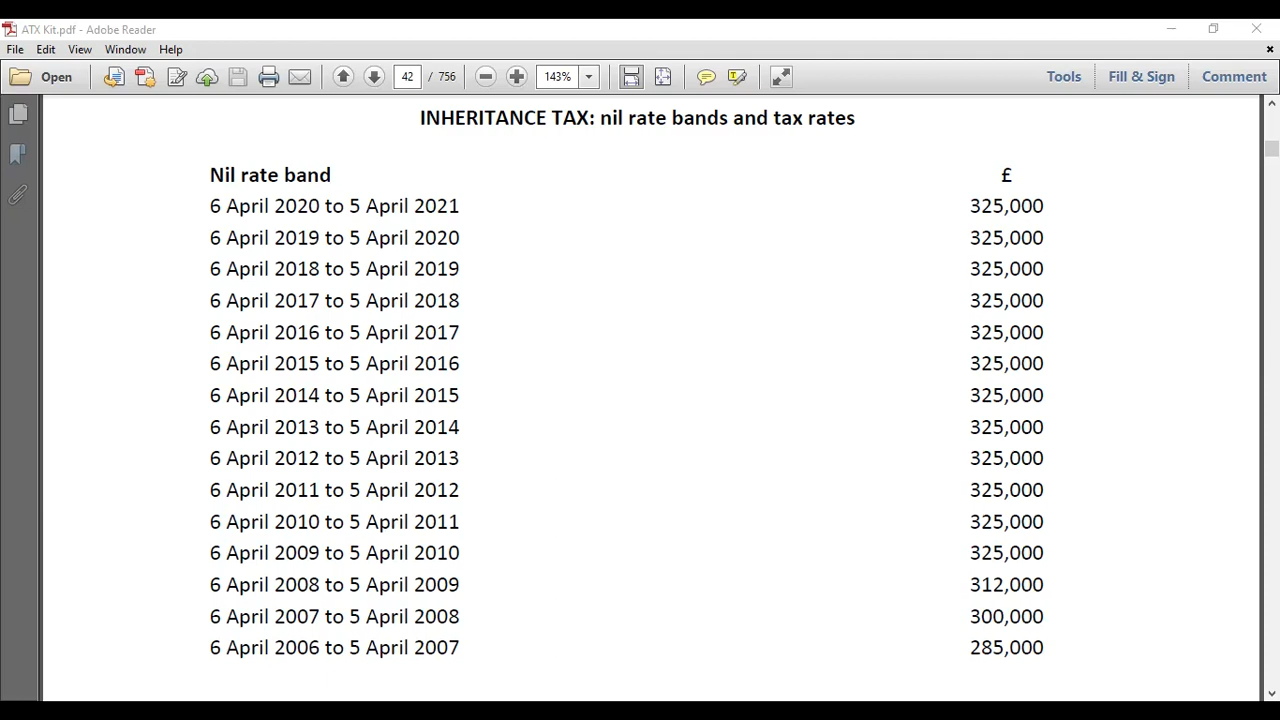 ATX Kit.pdf - Adobe Reader
File Edit View Window Help
Open 42 / 756 143% Tools Fill & Sign Comment
INHERITANCE TAX: nil rate bands and tax rates
Nil rate band £
6 April 2020 to 5 April 2021 325,000
6 April 2019 to 5 April 2020 325,000
6 April 2018 to 5 April 2019 325,000
6 April 2017 to 5 April 2018 325,000
6 April 2016 to 5 April 2017 325,000
6 April 2015 to 5 April 2016 325,000
6 April 2014 to 5 April 2015 325,000
6 April 2013 to 5 April 2014 325,000
6 April 2012 to 5 April 2013 325,000
6 April 2011 to 5 April 2012 325,000
6 April 2010 to 5 April 2011 325,000
6 April 2009 to 5 April 2010 325,000
6 April 2008 to 5 April 2009 312,000
6 April 2007 to 5 April 2008 300,000
6 April 2006 to 5 April 2007 285,000